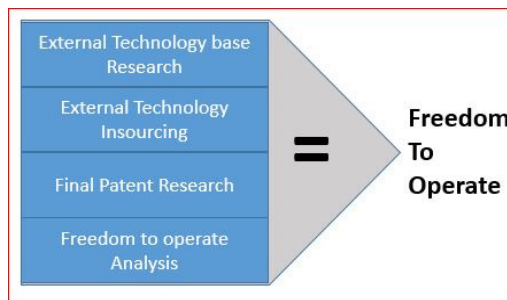 External Technology base
Research
External Technology
Insourcing
Final Patent Research
Freedom to operate
Analysis
=
Freedom
To
Operate